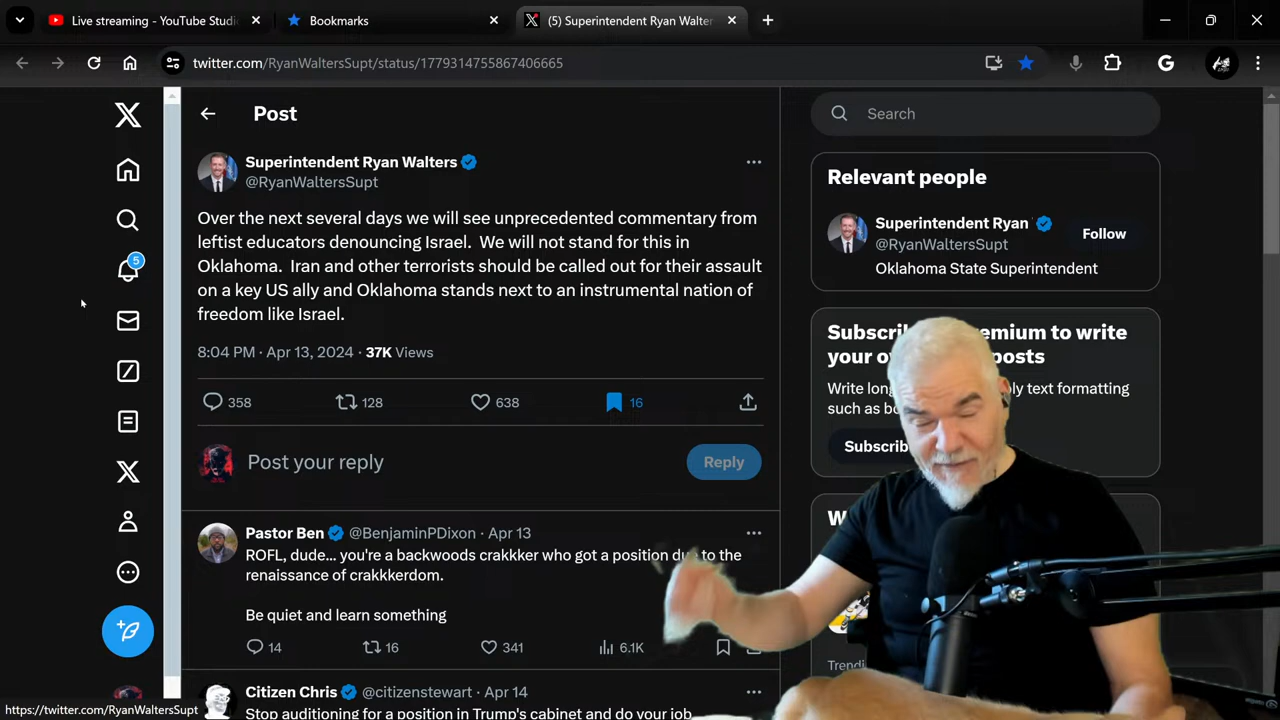 Live streaming - YouTube Studi
Bookmarks
(5) Superintendent Ryan Walter
twitter.com/RyanWaltersSupt/status/1779314755867406665
Post
Search
Superintendent Ryan Walters
@RyanWaltersSupt
Over the next several days we will see unprecedented commentary from
leftist educators denouncing Israel. We will not stand for this in
Oklahoma. Iran and other terrorists should be called out for their assault
on a key US ally and Oklahoma stands next to an instrumental nation of
freedom like Israel.
8:04 PM · Apr 13, 2024 · 37K Views
358 128 638 16
Post your reply
Reply
Pastor Ben @BenjaminPDixon · Apr 13
ROFL, dude... you're a backwoods crakkker who got a position due to the
renaissance of crakkkerdom.
Be quiet and learn something
14 16 341 6.1K
Citizen Chris @citizenstewart · Apr 14
Stop auditioning for a position in Trump's cabinet and do your job
5
Relevant people
Superintendent Ryan
@RyanWaltersSupt
Follow
Oklahoma State Superintendent
to write
posts
Write
text formatting
such as
Trendi
https://twitter.com/RyanWaltersSupt